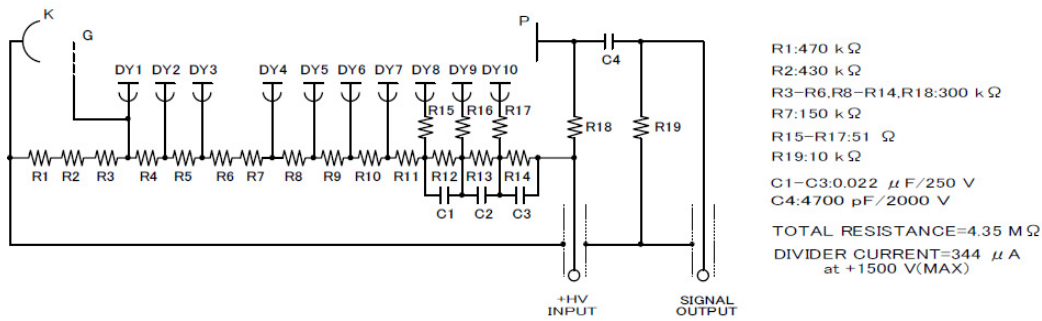 K
G
P
DY1 DY2 DY3 DY4 DY5 DY6 DY7 DY8 DY9 DY10
C4
R15 R16 R17
R18 R19
R1 R2 R3 R4 R5 R6 R7 R8 R9 R10 R11 R12 R13 R14
C1 C2 C3
+HV
INPUT
SIGNAL
OUTPUT
R1:470 kΩ
R2:430 kΩ
R3-R6,R8-R14,R18:300 kΩ
R7:150 kΩ
R15-R17:51 Ω
R19:10 kΩ
C1-C3:0.022 μF/250 V
C4:4700 pF/2000 V
TOTAL RESISTANCE=4.35 MΩ
DIVIDER CURRENT=344 μA
at +1500 V(MAX)